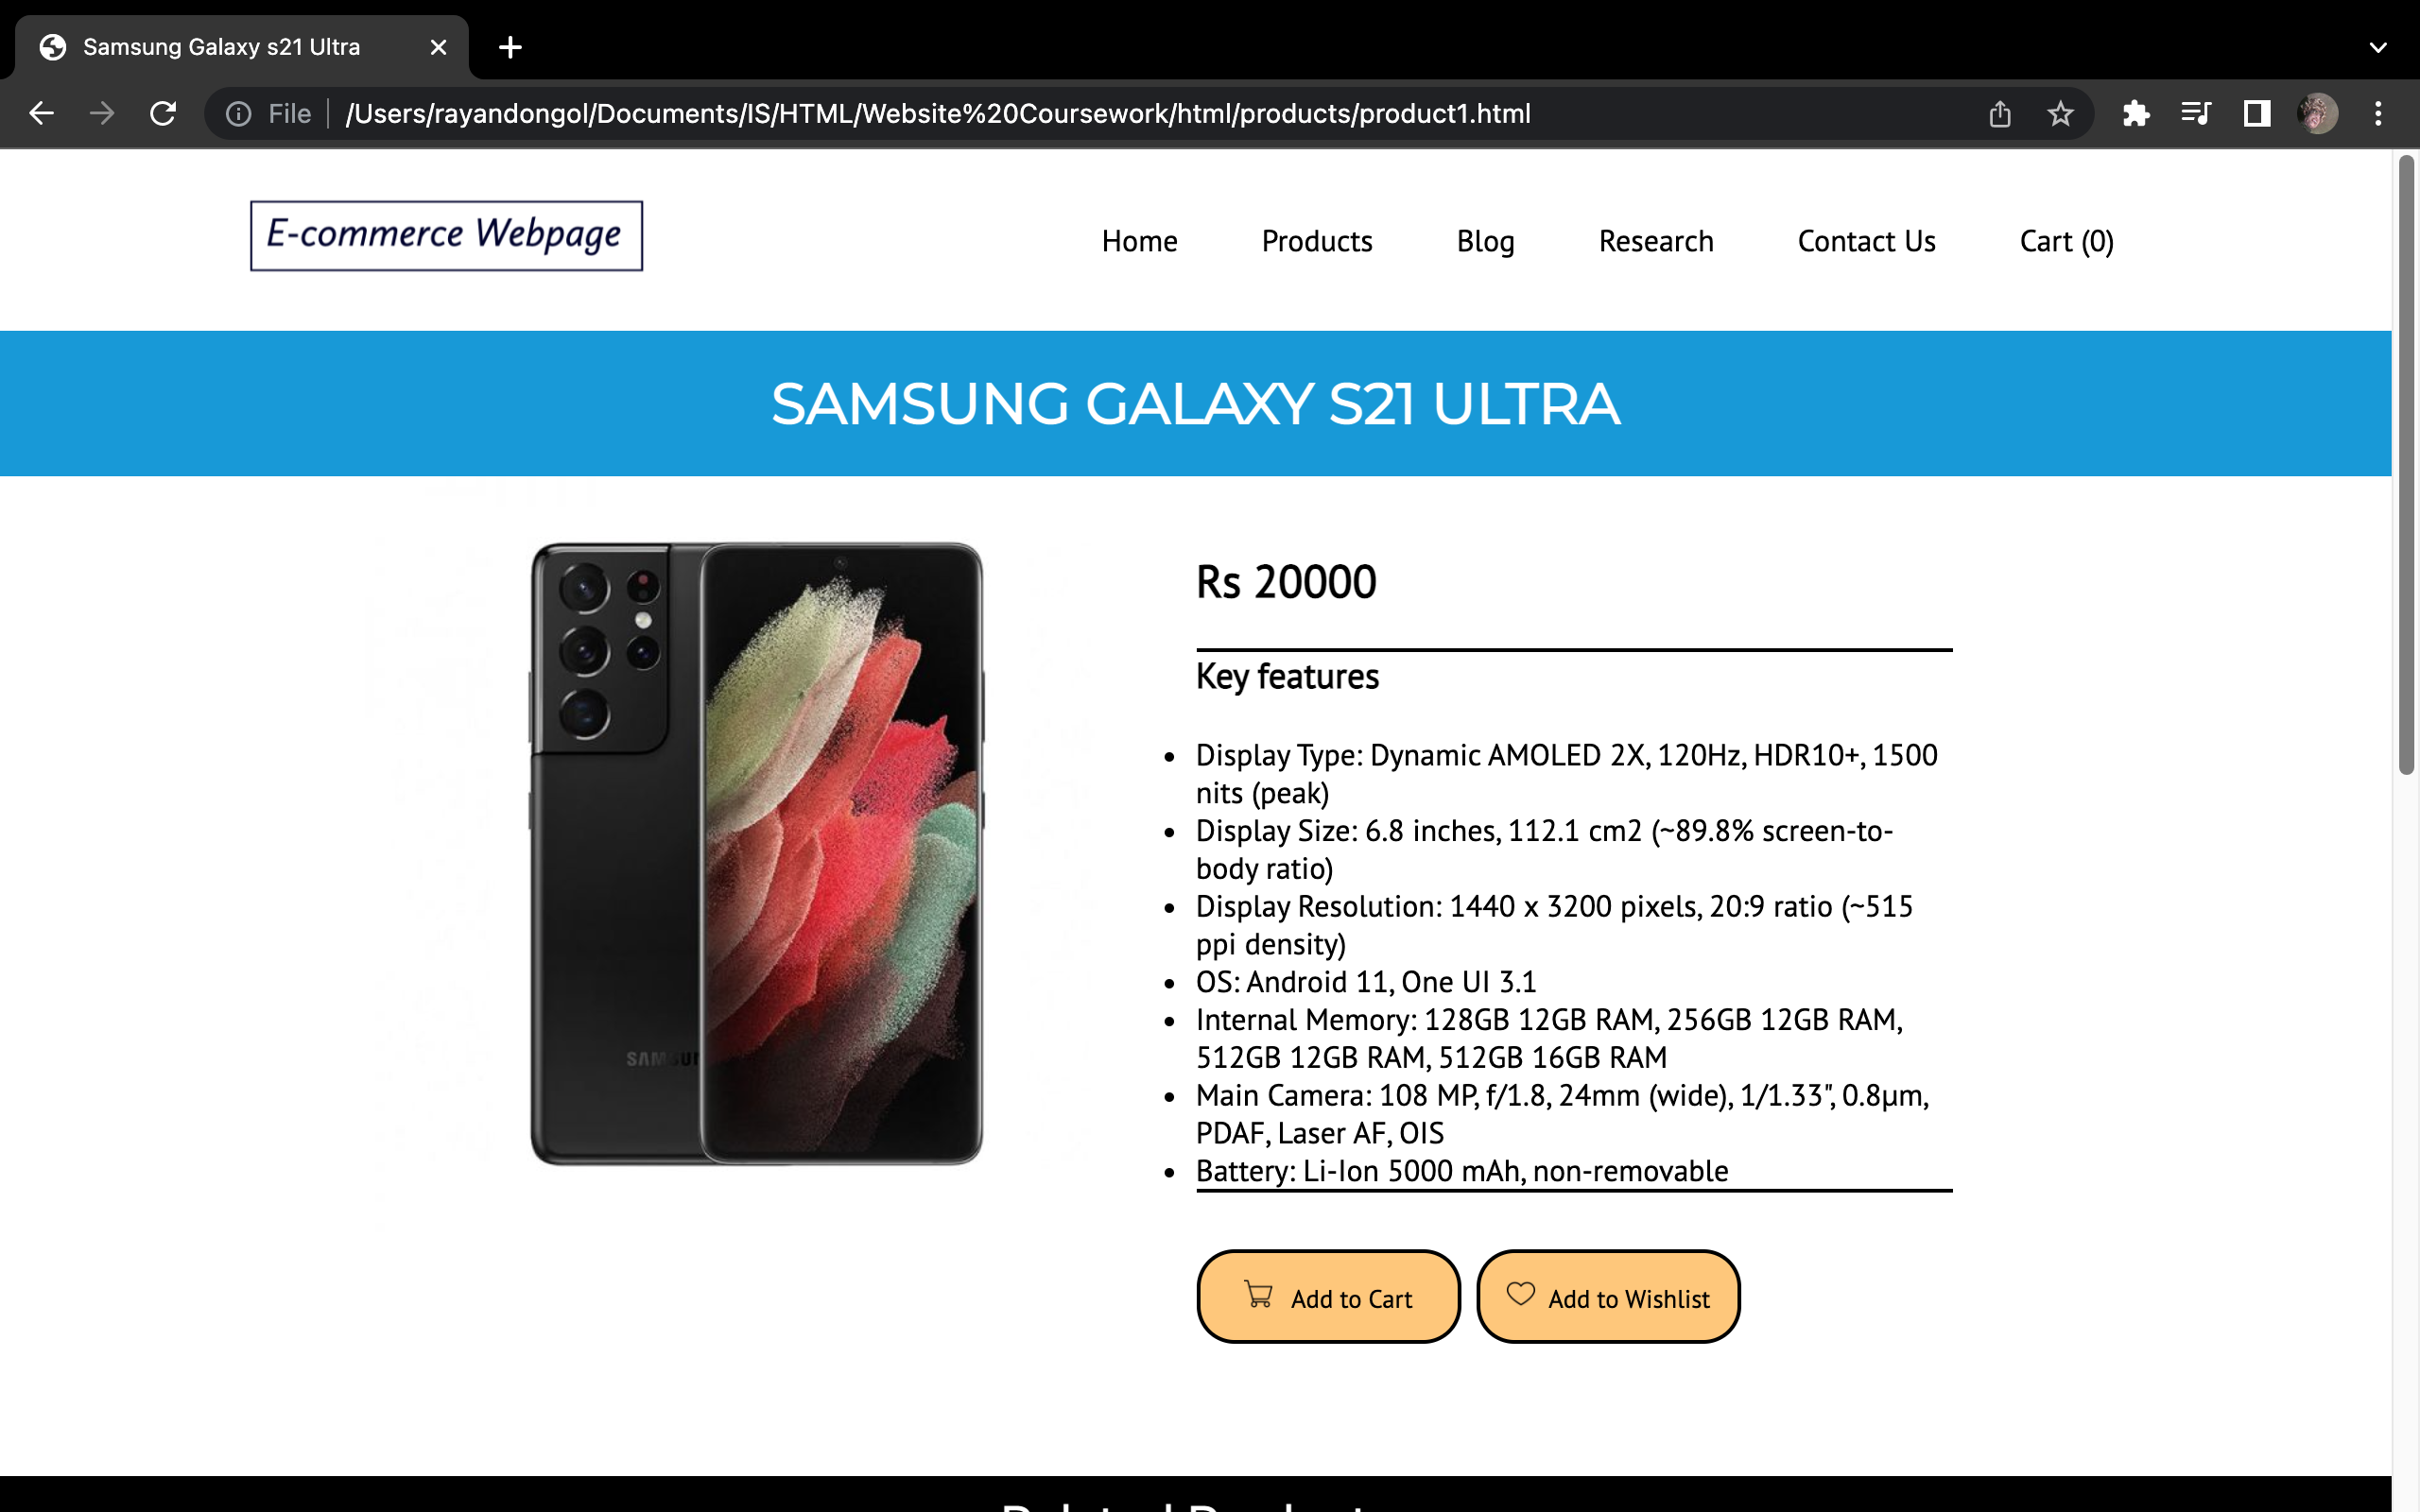 Samsung Galaxy s21 Ultra
File /Users/rayandongol/Documents/IS/HTML/Website%20Coursework/html/products/product1.html
E-commerce Webpage
Home Products Blog Research Contact Us Cart (0)
SAMSUNG GALAXY S21 ULTRA
Rs 20000
Key features
Display Type: Dynamic AMOLED 2X, 120Hz, HDR10+, 1500
nits (peak)
Display Size: 6.8 inches, 112.1 cm2 (~89.8% screen-to-
body ratio)
Display Resolution: 1440 x 3200 pixels, 20:9 ratio (~515
ppi density)
OS: Android 11, One UI 3.1
Internal Memory: 128GB 12GB RAM, 256GB 12GB RAM,
512GB 12GB RAM, 512GB 16GB RAM
Main Camera: 108 MP, f/1.8, 24mm (wide), 1/1.33", 0.8µm,
PDAF, Laser AF, OIS
Battery: Li-Ion 5000 mAh, non-removable
Add to Cart Add to Wishlist